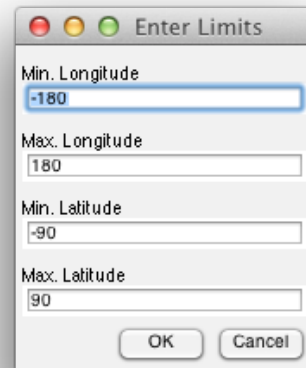 Enter Limits
Min. Longitude
-180
Max. Longitude
180
Min. Latitude
-90
Max. Latitude
90
OK Cancel